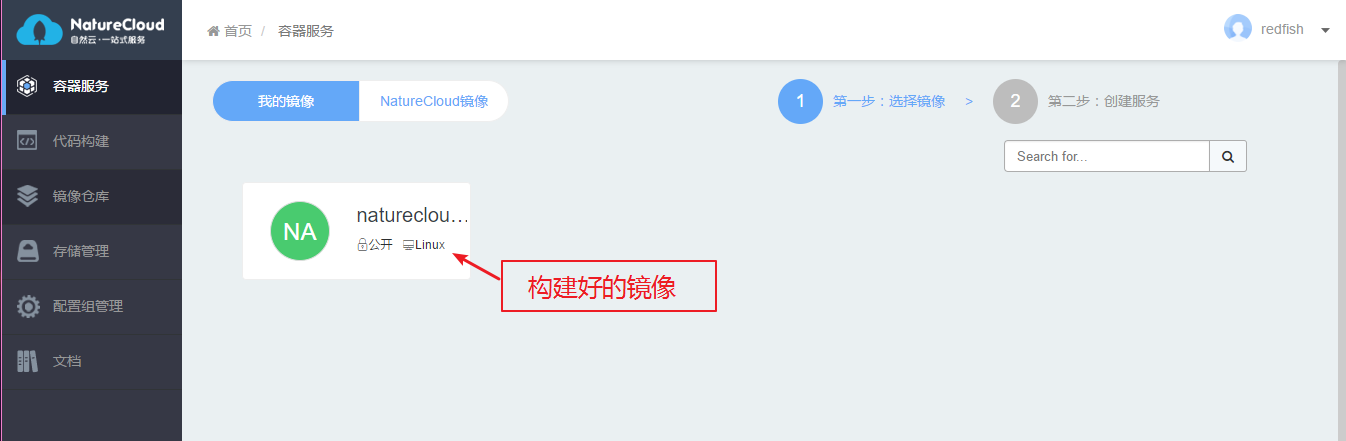 NatureCloud
自然云·一站式服务
首页 / 容器服务
redfish
容器服务
代码构建
镜像仓库
存储管理
配置组管理
文档
我的镜像
NatureCloud镜像
1 第一步：选择镜像 > 2 第二步：创建服务
Search for...
NA
natureclou...
公开 Linux
构建好的镜像